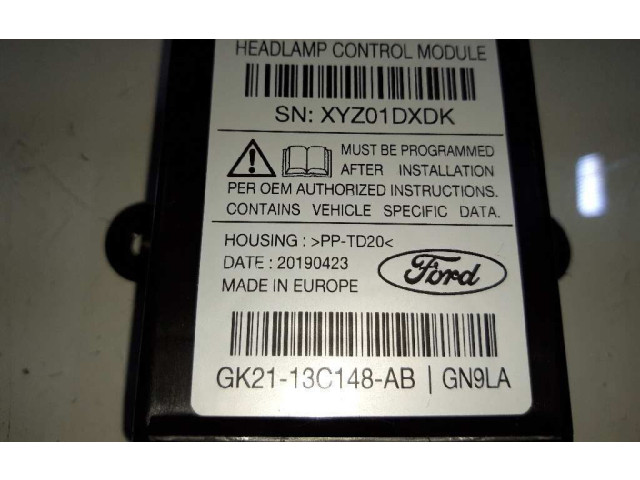 HEADLAMP CONTROL MODULE
SN: XYZ01DXDK
MUST BE PROGRAMMED
AFTER INSTALLATION
PER OEM AUTHORIZED INSTRUCTIONS.
CONTAINS VEHICLE SPECIFIC DATA.
HOUSING : >PP-TD20<
DATE : 20190423
MADE IN EUROPE
Ford
GK21-13C148-AB | GN9LA